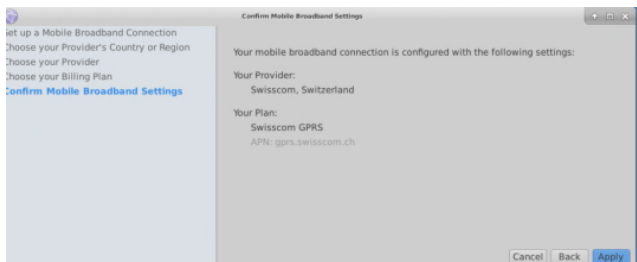 Confirm Mobile Broadband Settings
Set up a Mobile Broadband Connection
Choose your Provider's Country or Region
Choose your Provider
Choose your Billing Plan
Confirm Mobile Broadband Settings
Your mobile broadband connection is configured with the following settings:
Your Provider:
Swisscom, Switzerland
Your Plan:
Swisscom GPRS
APN: gprs.swisscom.ch
Cancel Back Apply